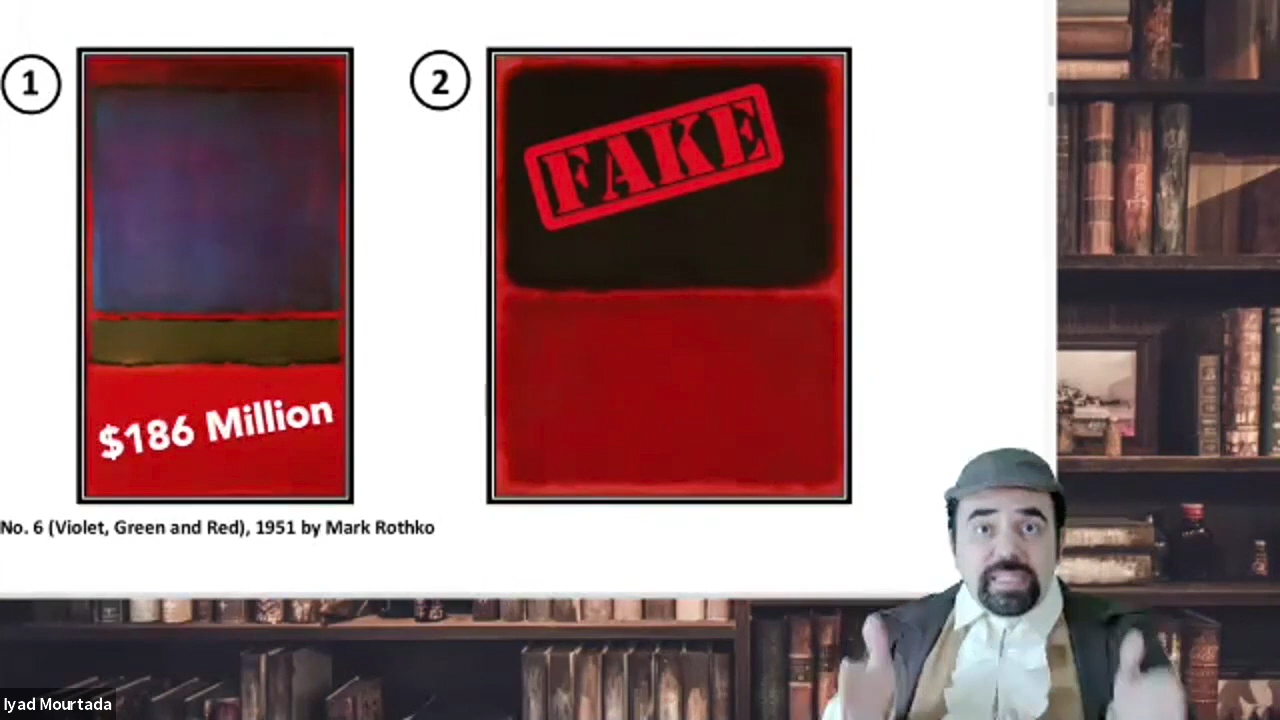 1
2
FAKE
$186 Million
No. 6 (Violet, Green and Red), 1951 by Mark Rothko
Iyad Mourtada